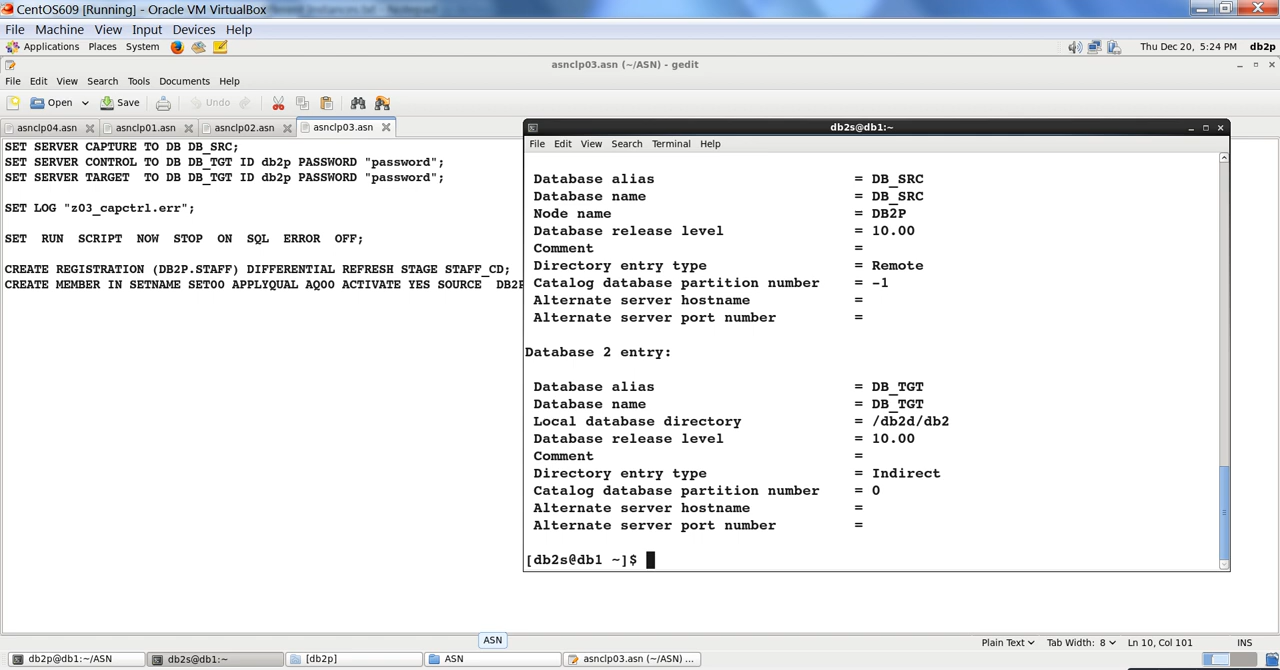 CentOS609 [Running] - Oracle VM VirtualBox
File Machine View Input Devices Help
Applications Places System Thu Dec 20, 5:24 PM db2p
asnclp03.asn (~/ASN) - gedit
File Edit View Search Tools Documents Help
Open Save Undo
asnclp04.asn asnclp01.asn asnclp02.asn asnclp03.asn
SET SERVER CAPTURE TO DB DB_SRC;
SET SERVER CONTROL TO DB DB_TGT ID db2p PASSWORD "password";
SET SERVER TARGET  TO DB DB_TGT ID db2p PASSWORD "password";
SET LOG "z03_capctrl.err";
SET  RUN  SCRIPT  NOW  STOP  ON  SQL  ERROR  OFF;
CREATE REGISTRATION (DB2P.STAFF) DIFFERENTIAL REFRESH STAGE STAFF_CD;
CREATE MEMBER IN SETNAME SET00 APPLYQUAL AQ00 ACTIVATE YES SOURCE  DB2P
db2s@db1:~
File Edit View Search Terminal Help
Database alias = DB_SRC
Database name = DB_SRC
Node name = DB2P
Database release level = 10.00
Comment =
Directory entry type = Remote
Catalog database partition number = -1
Alternate server hostname =
Alternate server port number =
Database 2 entry:
Database alias = DB_TGT
Database name = DB_TGT
Local database directory = /db2d/db2
Database release level = 10.00
Comment =
Directory entry type = Indirect
Catalog database partition number = 0
Alternate server hostname =
Alternate server port number =
[db2s@db1 ~]$
ASN
Plain Text Tab Width: 8 Ln 10, Col 101 INS
db2p@db1:~/ASN db2s@db1:~ [db2p] ASN asnclp03.asn (~/ASN) ...